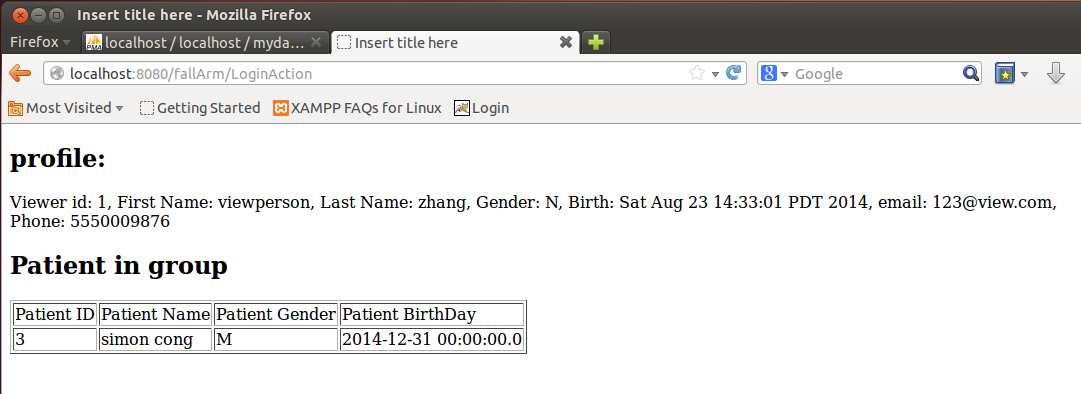 Insert title here - Mozilla Firefox
Firefox
PMA localhost / localhost / myda...
Insert title here
localhost:8080/fallArm/LoginAction
8 Google
Most Visited
Getting Started
XAMPP FAQs for Linux
Login
profile:
Viewer id: 1, First Name: viewperson, Last Name: zhang, Gender: N, Birth: Sat Aug 23 14:33:01 PDT 2014, email: 123@view.com,
Phone: 5550009876
Patient in group
Patient ID Patient Name Patient Gender Patient BirthDay
3 simon cong M 2014-12-31 00:00:00.0